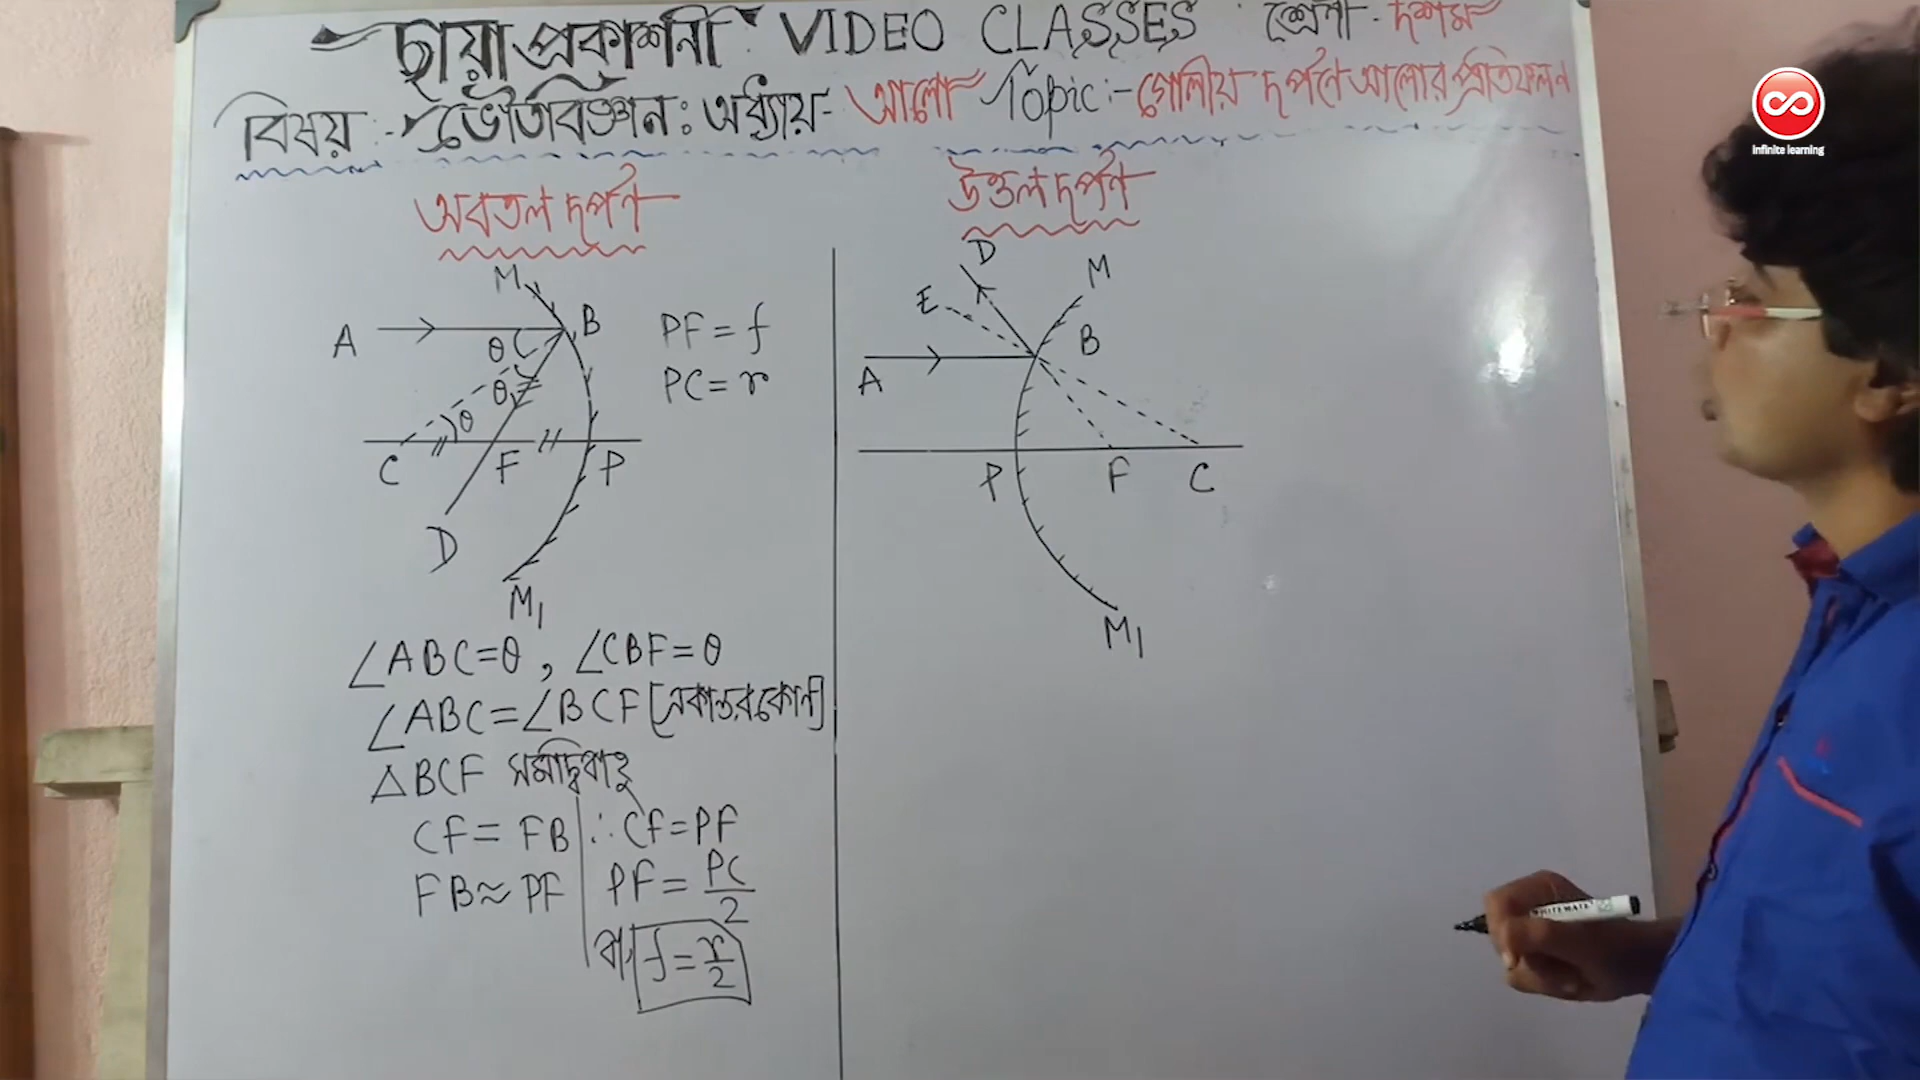 ছায়া প্রকাশনী : VIDEO CLASSES শ্রেণী - দশম
বিষয় :- ভৌতবিজ্ঞান : অধ্যায় - আলো Topic :- গোলীয় দর্পনে আলোর প্রতিফলন
Infinite learning
অবতল দর্পণ
M
A
B
θ
θ
θ
C
F
P
D
M₁
PF = f
PC = r
∠ABC = θ , ∠CBF = θ
∠ABC = ∠BCF [একান্তর কোণ]
△BCF সমদ্বিবাহু
CF = FB
FB ≈ PF
∴ CF = PF
PF = PC/2
বা, f = r/2
উত্তল দর্পণ
D
M
E
B
A
P
F
C
M₁
WHITEMATE